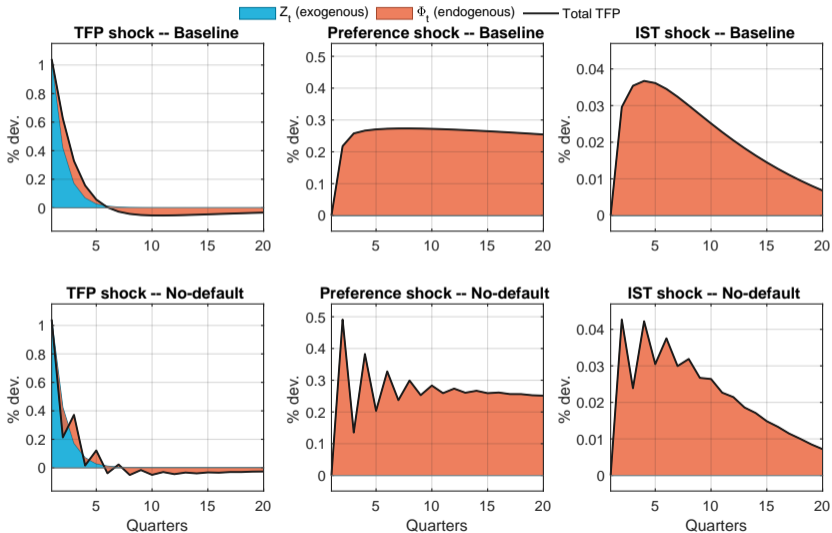 Z_t (exogenous) Φ_t (endogenous) Total TFP
TFP shock -- Baseline
% dev.
1
0.8
0.6
0.4
0.2
0
5 10 15 20
Preference shock -- Baseline
% dev.
0.5
0.4
0.3
0.2
0.1
0
5 10 15 20
IST shock -- Baseline
% dev.
0.04
0.03
0.02
0.01
0
5 10 15 20
TFP shock -- No-default
% dev.
1
0.8
0.6
0.4
0.2
0
5 10 15 20
Quarters
Preference shock -- No-default
% dev.
0.5
0.4
0.3
0.2
0.1
0
5 10 15 20
Quarters
IST shock -- No-default
% dev.
0.04
0.03
0.02
0.01
0
5 10 15 20
Quarters